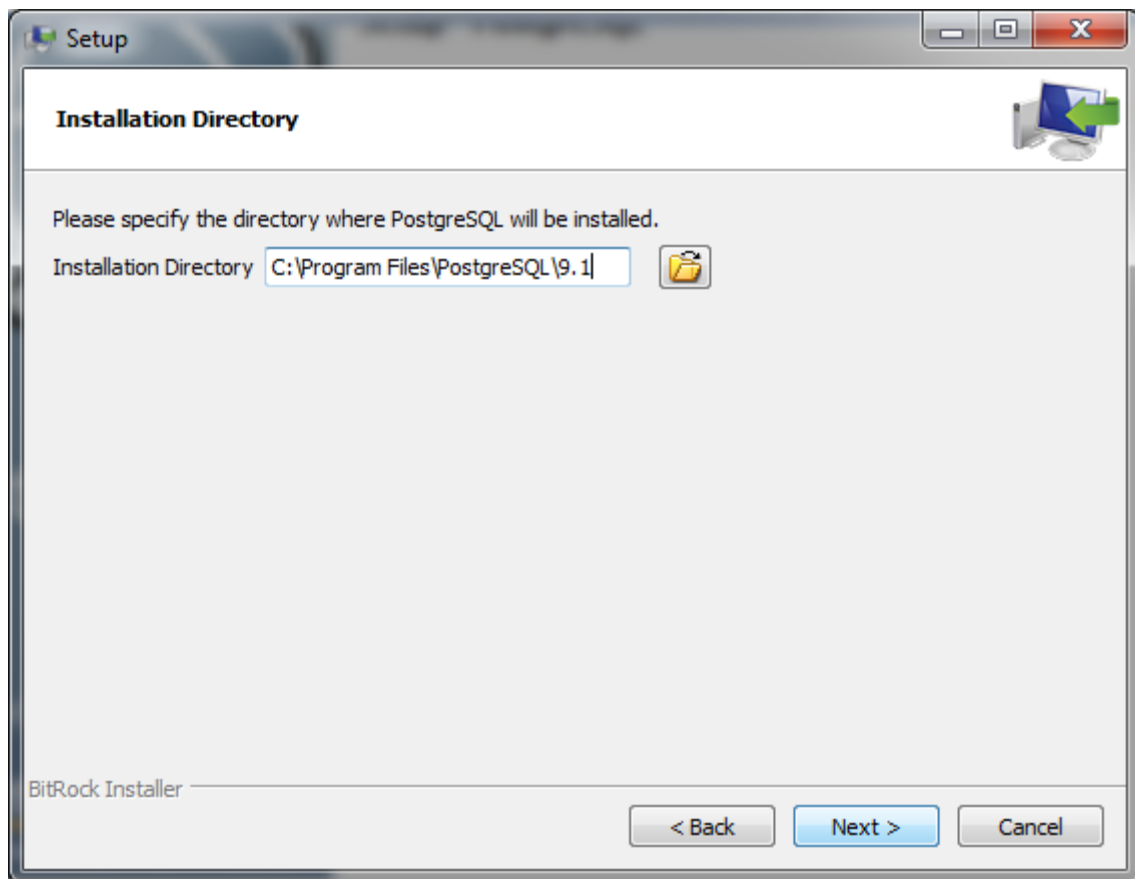 Setup
Installation Directory
Please specify the directory where PostgreSQL will be installed.
Installation Directory C:\Program Files\PostgreSQL\9.1
BitRock Installer
< Back Next > Cancel